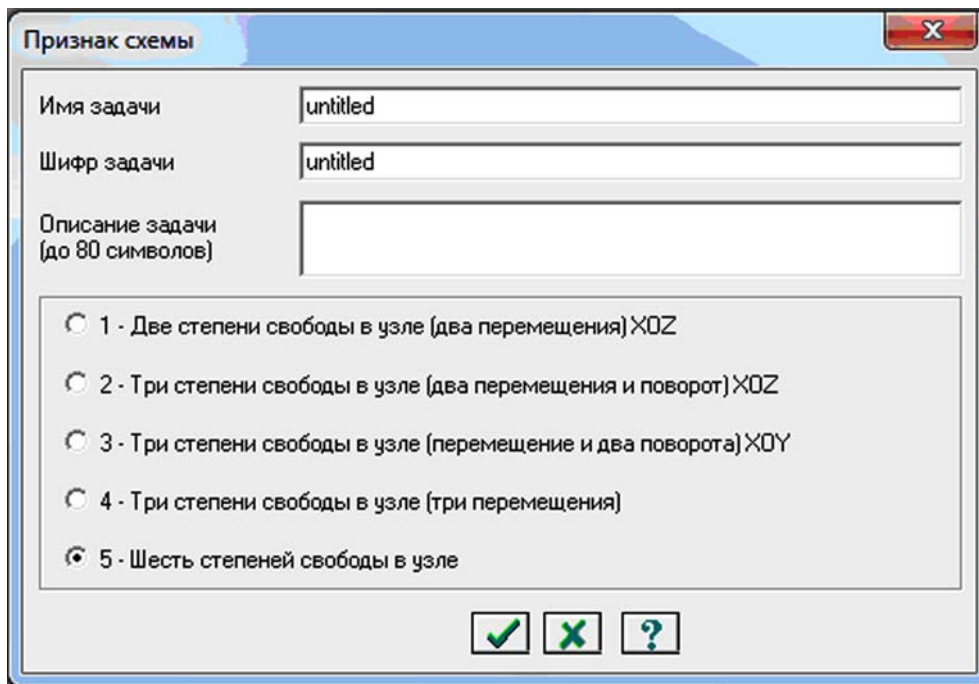 Признак схемы
Имя задачи
untitled
Шифр задачи
untitled
Описание задачи
(до 80 символов)
1 - Две степени свободы в узле (два перемещения) XOZ
2 - Три степени свободы в узле (два перемещения и поворот) XOZ
3 - Три степени свободы в узле (перемещение и два поворота) XOY
4 - Три степени свободы в узле (три перемещения)
5 - Шесть степеней свободы в узле
?